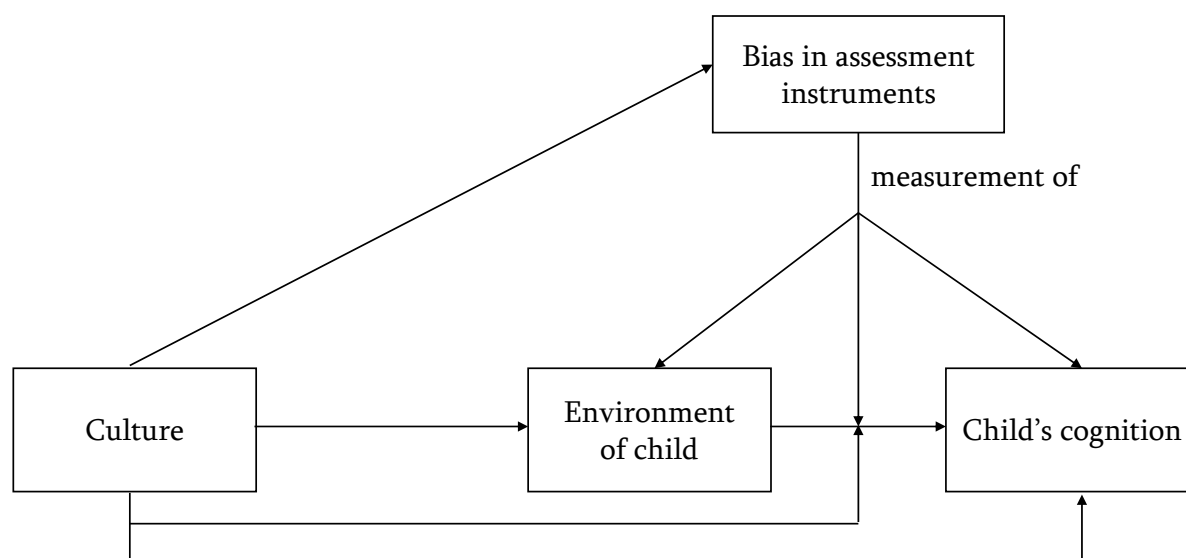 Bias in assessment
instruments
measurement of
Culture
Environment
of child
Child’s cognition